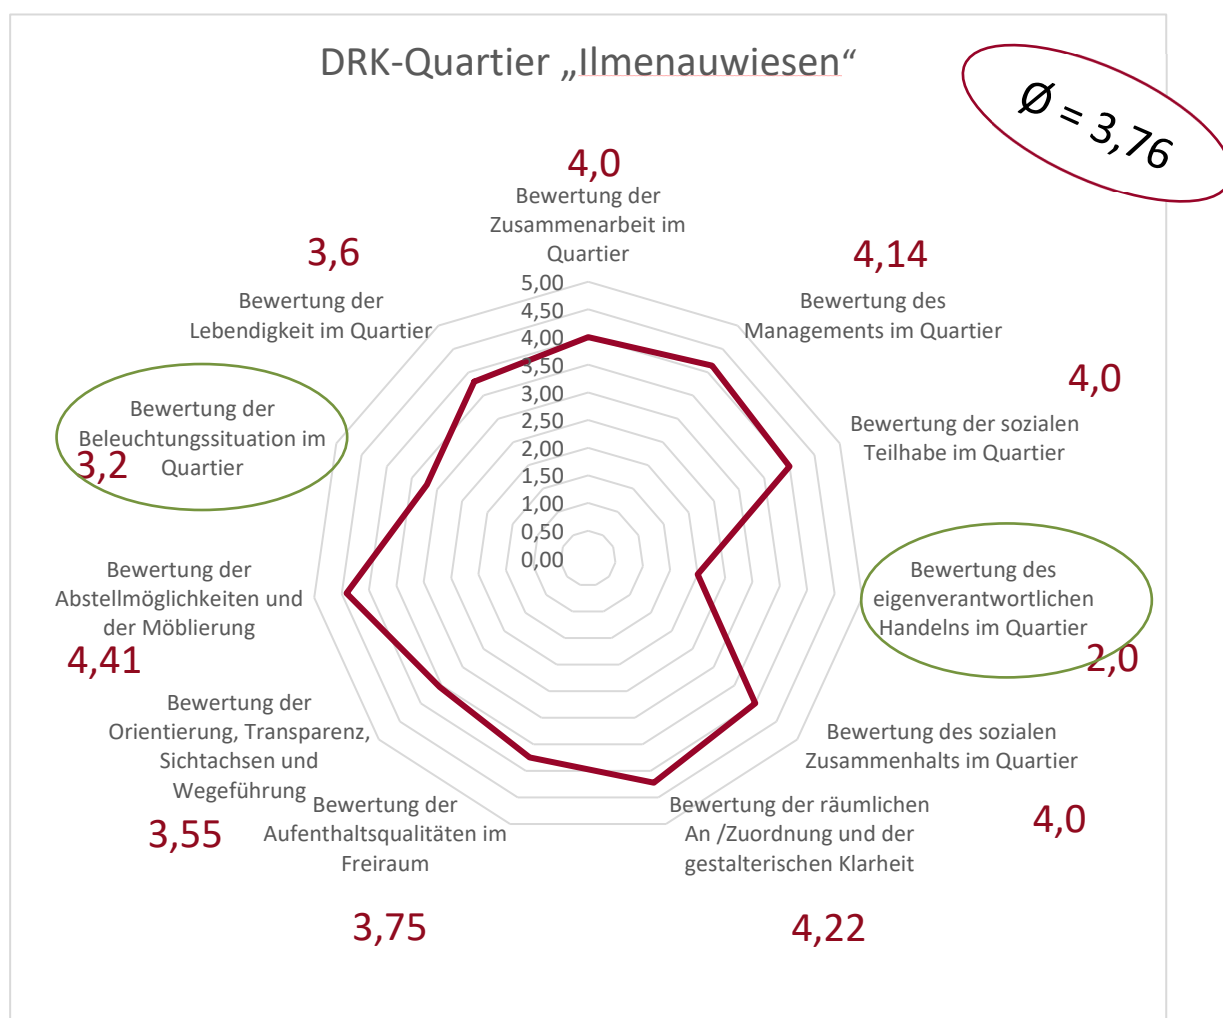 DRK-Quartier „Ilmenauwiesen“
Ø = 3,76
4,0
Bewertung der
Zusammenarbeit im
Quartier
4,14
Bewertung des
Managements im Quartier
4,0
Bewertung der sozialen
Teilhabe im Quartier
Bewertung des
eigenverantwortlichen
Handelns im Quartier
2,0
Bewertung des sozialen
Zusammenhalts im Quartier
4,0
Bewertung der räumlichen
An /Zuordnung und der
gestalterischen Klarheit
4,22
Bewertung der
Aufenthaltsqualitäten im
Freiraum
3,75
Bewertung der
Orientierung, Transparenz,
Sichtachsen und
Wegeführung
3,55
Bewertung der
Abstellmöglichkeiten und
der Möblierung
4,41
Bewertung der
Beleuchtungssituation im
Quartier
3,2
3,6
Bewertung der
Lebendigkeit im Quartier
5,00
4,50
4,00
3,50
3,00
2,50
2,00
1,50
1,00
0,50
0,00